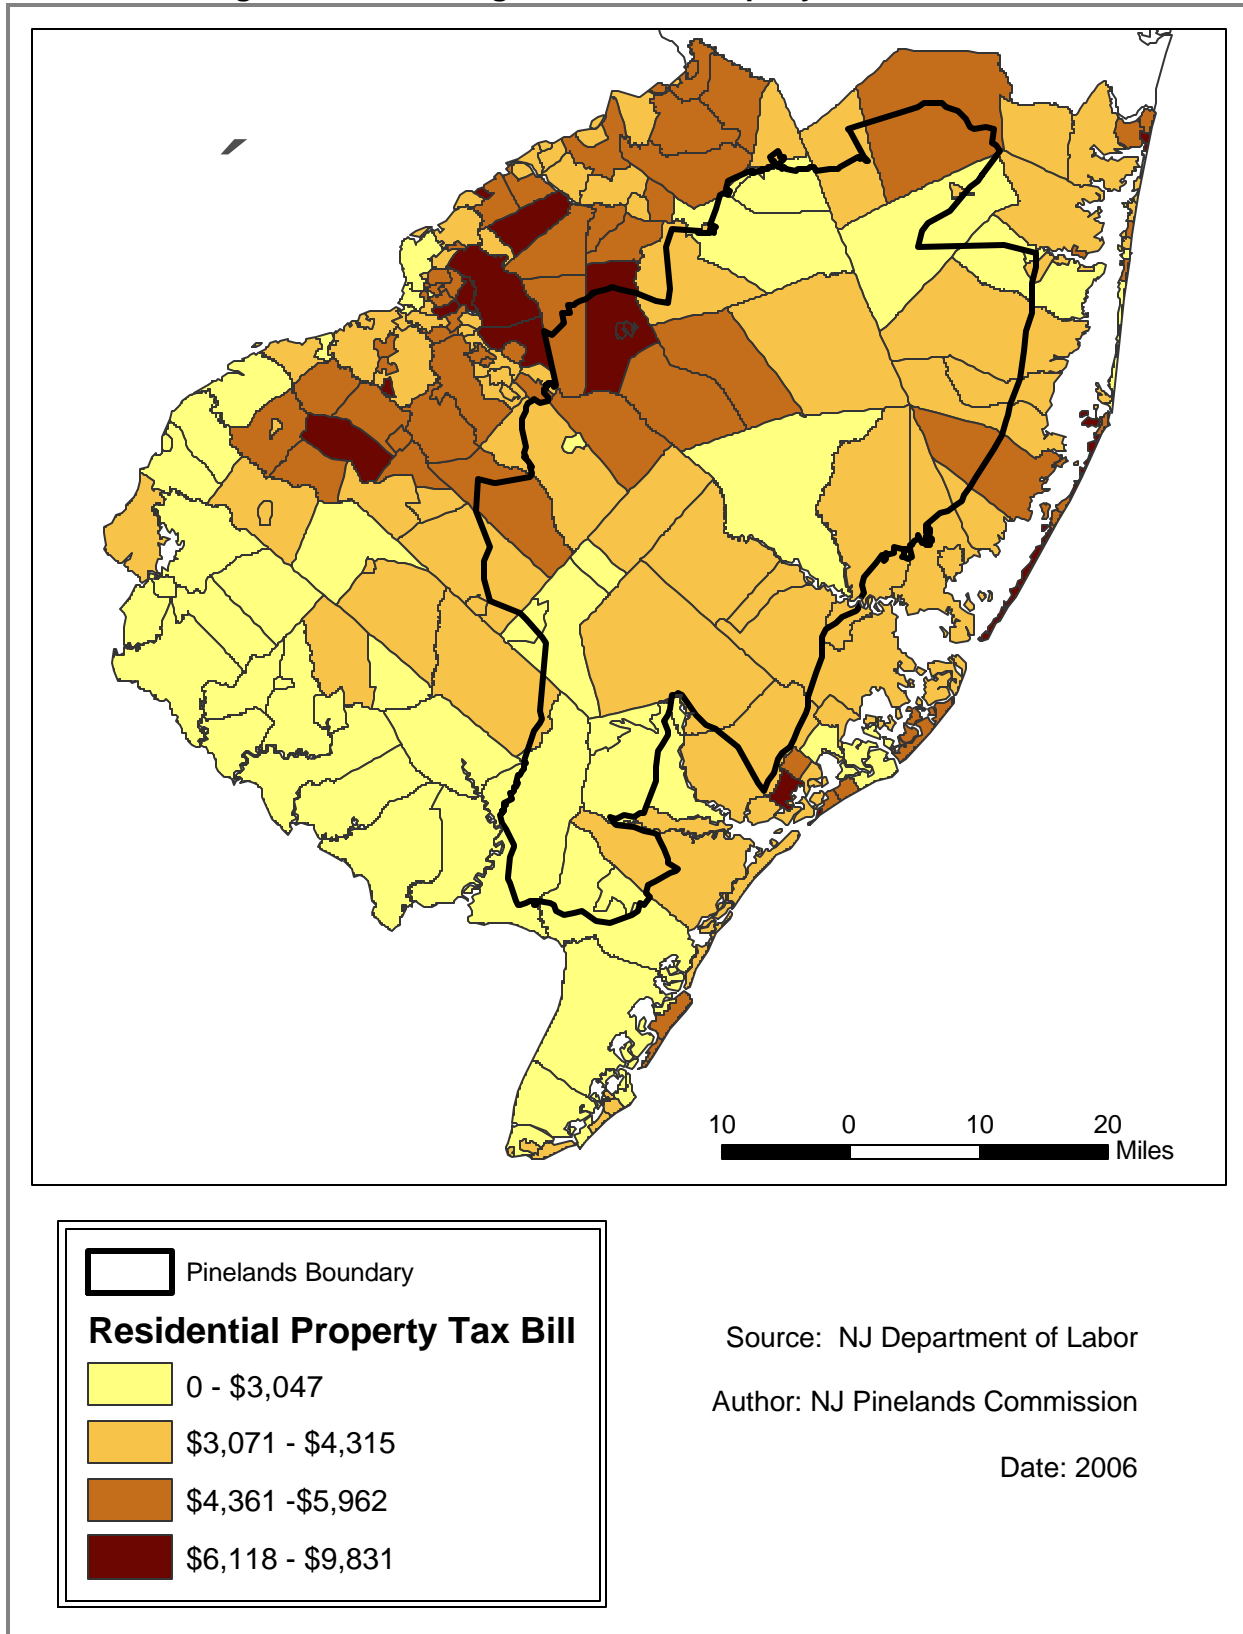 10 0 10 20
Miles
Pinelands Boundary
Residential Property Tax Bill
0 - $3,047
$3,071 - $4,315
$4,361 -$5,962
$6,118 - $9,831
Source: NJ Department of Labor
Author: NJ Pinelands Commission
Date: 2006